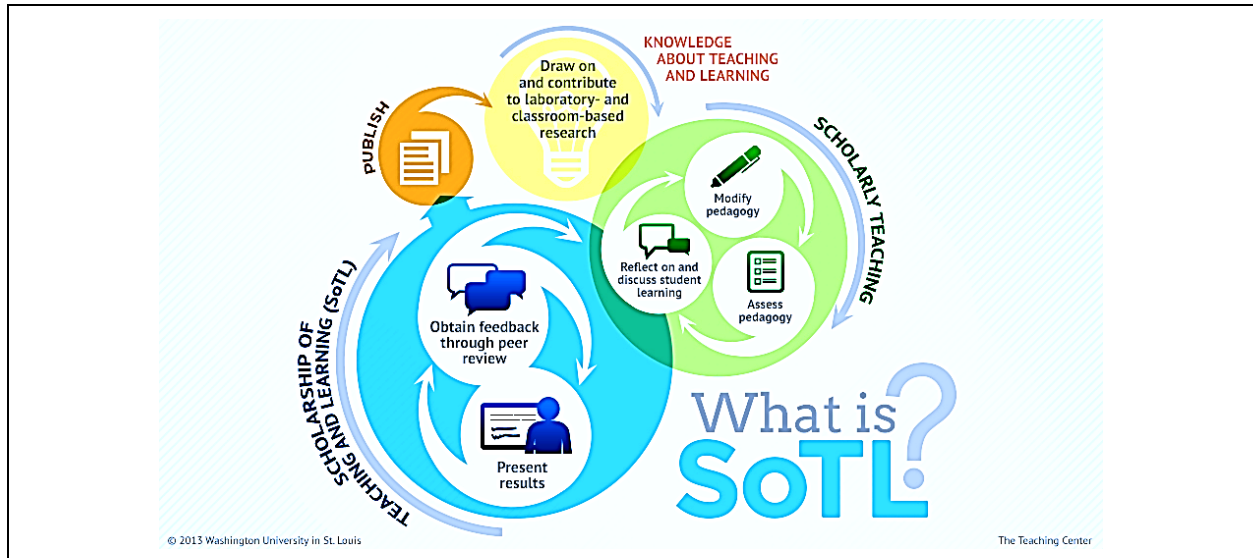 KNOWLEDGE
ABOUT TEACHING
AND LEARNING
Draw on
and contribute
to laboratory- and
classroom-based
research
PUBLISH
SCHOLARLY TEACHING
Modify
pedagogy
Reflect on and
discuss student
learning
Assess
pedagogy
SCHOLARSHIP OF
TEACHING AND LEARNING (SoTL)
Obtain feedback
through peer
review
Present
results
What is
SoTL?
© 2013 Washington University in St. Louis
The Teaching Center